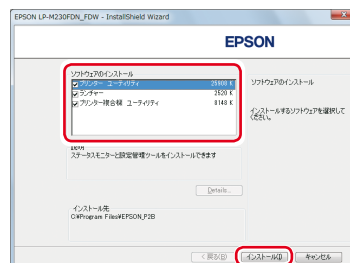 EPSON LP-M230FDN_FDW - InstallShield Wizard
EPSON
ソフトウェアのインストール
プリンター ユーティリティ 25900 K
ランチャー 2520 K
プリンター複合機 ユーティリティ 8148 K
ソフトウェアのインストール
インストールするソフトウェアを選択して
ください。
説明
ステータスモニターと設定管理ツールをインストールできます
Details...
インストール先
C:¥Program Files¥EPSON_P2B
< 戻る(B)
インストール(I)
キャンセル